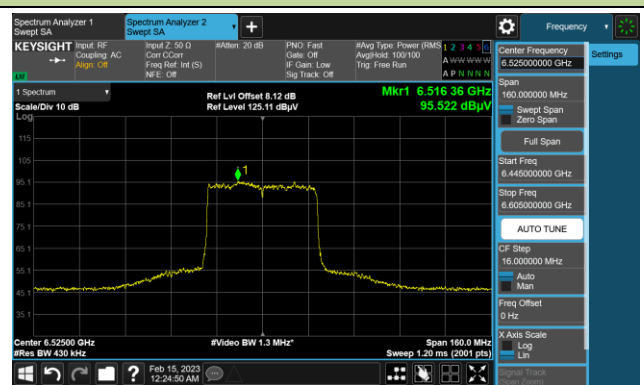 Spectrum Analyzer 1
Swept SA
Spectrum Analyzer 2
Swept SA
Frequency
KEYSIGHT
Input: RF
Coupling: AC
Align: Off
Input Z: 50 Ω
Corr CCorr
Freq Ref: Int (S)
NFE: Off
#Atten: 20 dB
PNO: Fast
Gate: Off
IF Gain: Low
Sig Track: Off
#Avg Type: Power (RMS
Avg|Hold: 100/100
Trig: Free Run
1 2 3 4 5 6
A W W W W W
A P N N N N
LW
1 Spectrum
Scale/Div 10 dB
Log
Ref Lvl Offset 8.12 dB
Ref Level 125.11 dBµV
Mkr1 6.516 36 GHz
95.522 dBµV
1
115
105
95.1
85.1
75.1
65.1
55.1
45.1
35.1
Center 6.52500 GHz
#Res BW 430 kHz
#Video BW 1.3 MHz*
Span 160.0 MHz
Sweep 1.20 ms (2001 pts)
Feb 15, 2023
12:24:50 AM
Center Frequency
6.525000000 GHz
Settings
Span
160.000000 MHz
Swept Span
Zero Span
Full Span
Start Freq
6.445000000 GHz
Stop Freq
6.605000000 GHz
AUTO TUNE
CF Step
16.000000 MHz
Auto
Man
Freq Offset
0 Hz
X Axis Scale
Log
Lin
Signal Track
(Span Zoom)